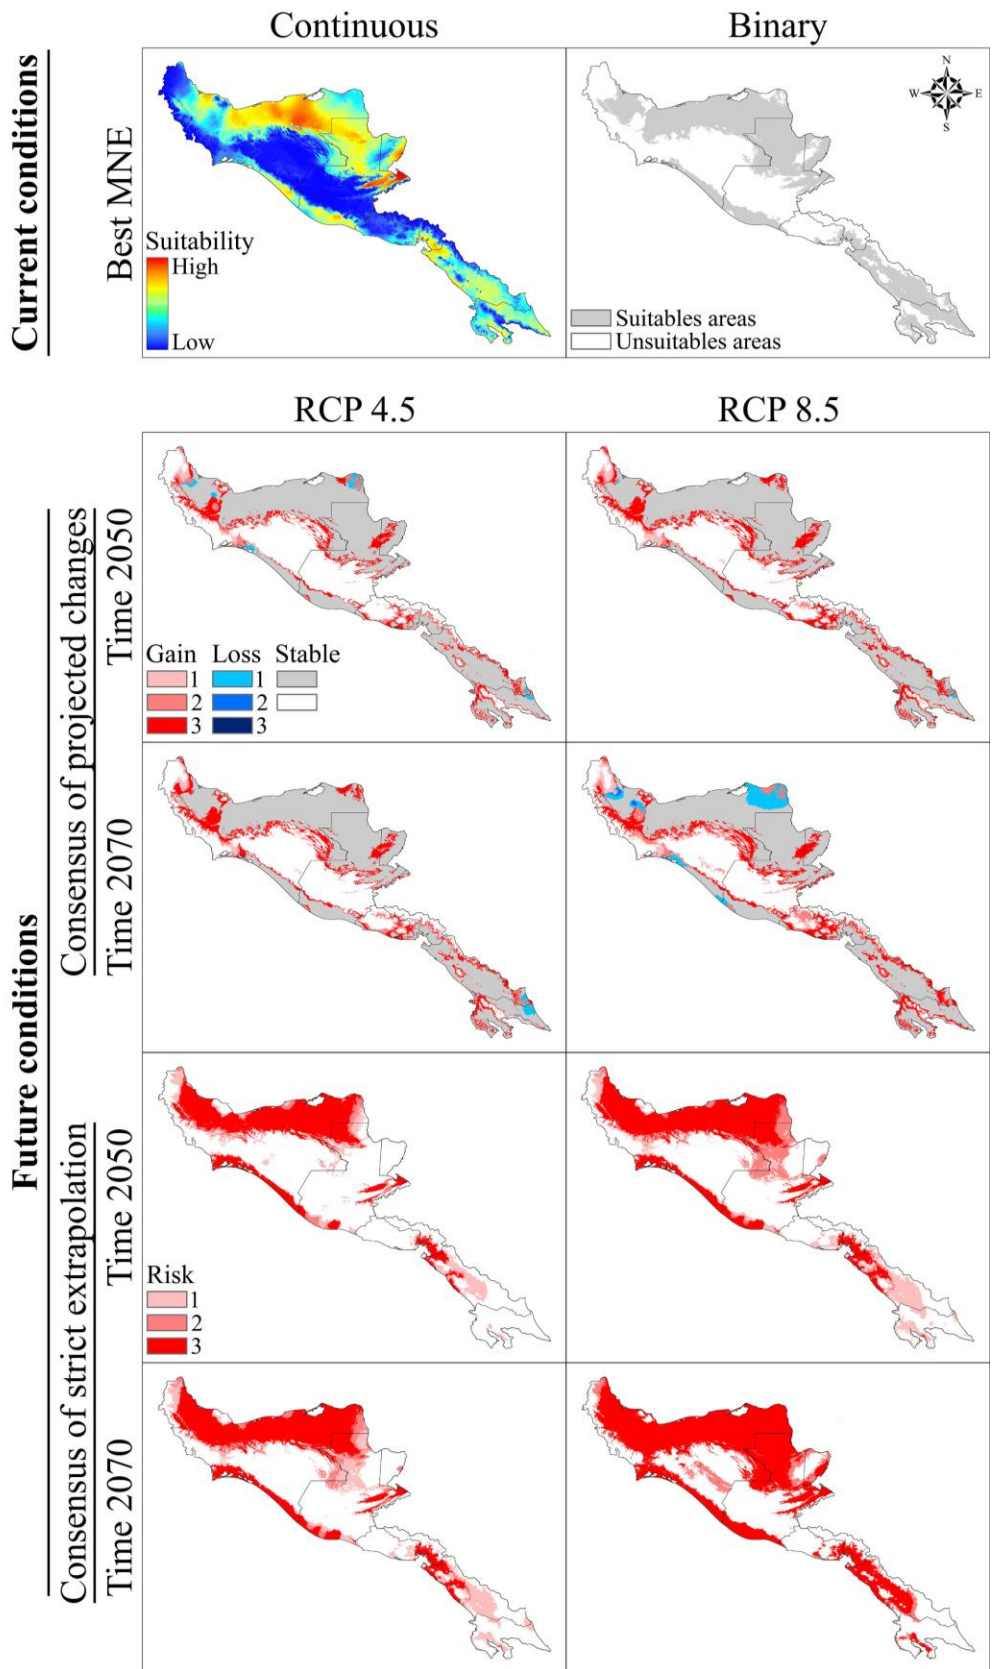 Continuous
Binary
Current conditions
Best MNE
N
W
E
S
Suitability
High
Low
Suitables areas
Unsuitables areas
RCP 4.5
RCP 8.5
Future conditions
Consensus of projected changes
Time 2050
Gain Loss Stable
1 1
2 2
3 3
Time 2070
Consensus of strict extrapolation
Time 2050
Risk
1
2
3
Time 2070